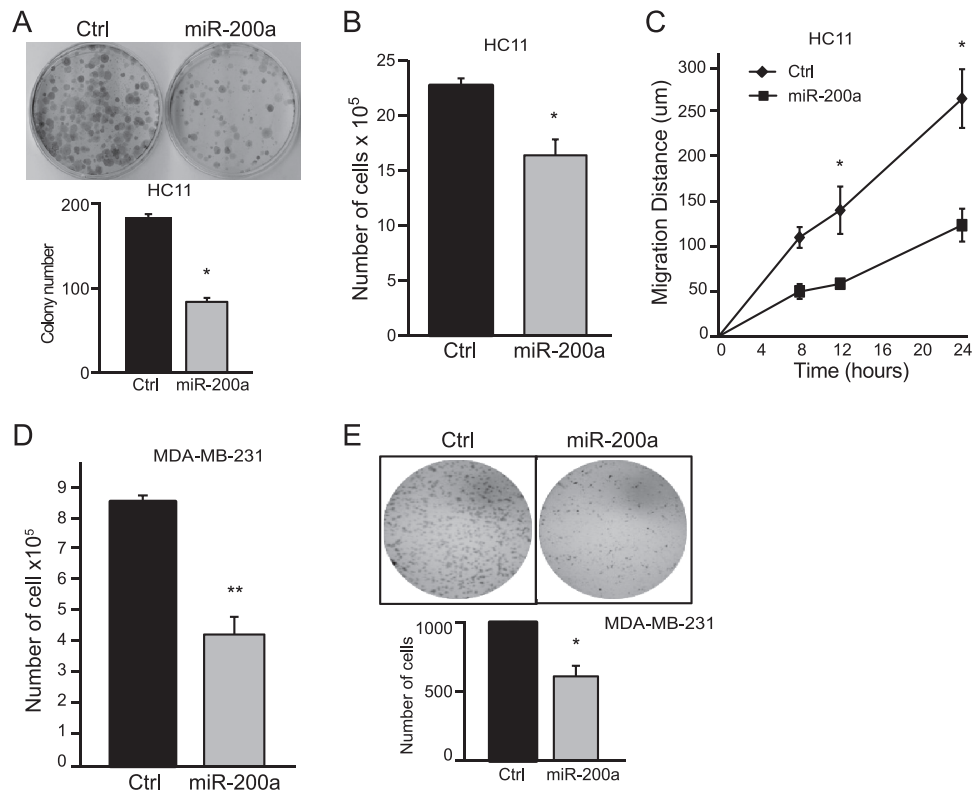 A
Ctrl miR-200a
HC11
200
100
0
Colony number
Ctrl miR-200a
B
HC11
25
20
15
10
5
0
Number of cells x 10⁵
*
*
Ctrl miR-200a
C
HC11
Ctrl
miR-200a
300
250
200
150
100
50
0
Migration Distance (um)
*
*
0 4 8 12 16 20 24
Time (hours)
D
MDA-MB-231
9
8
7
6
5
4
3
2
1
0
Number of cell x10⁵
**
Ctrl miR-200a
E
Ctrl miR-200a
MDA-MB-231
1000
500
0
Number of cells
*
Ctrl miR-200a